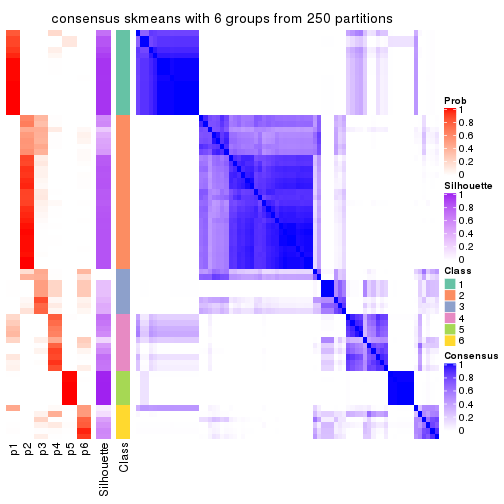 consensus skmeans with 6 groups from 250 partitions
Prob
1
0.8
0.6
0.4
0.2
0
Silhouette
1
0.8
0.6
0.4
0.2
0
Class
1
2
3
4
5
6
Consensus
1
0.8
0.6
0.4
0.2
0
p1
p2
p3
p4
p5
p6
Silhouette
Class